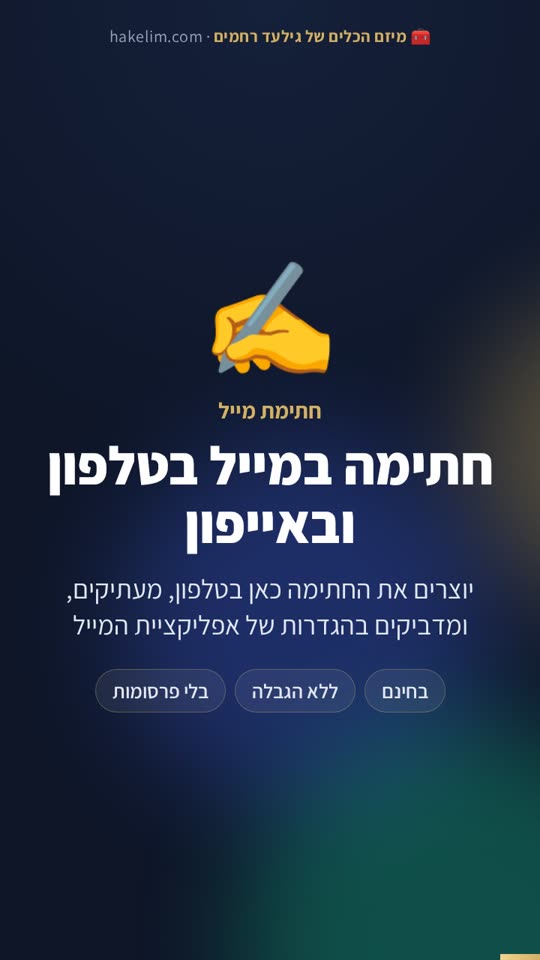 🧰 מיזם הכלים של גילעד רחמים · hakelim.com
חתימת מייל
חתימה במייל בטלפון
ובאייפון
יוצרים את החתימה כאן בטלפון, מעתיקים,
ומדביקים בהגדרות של אפליקציית המייל
בחינם
ללא הגבלה
בלי פרסומות